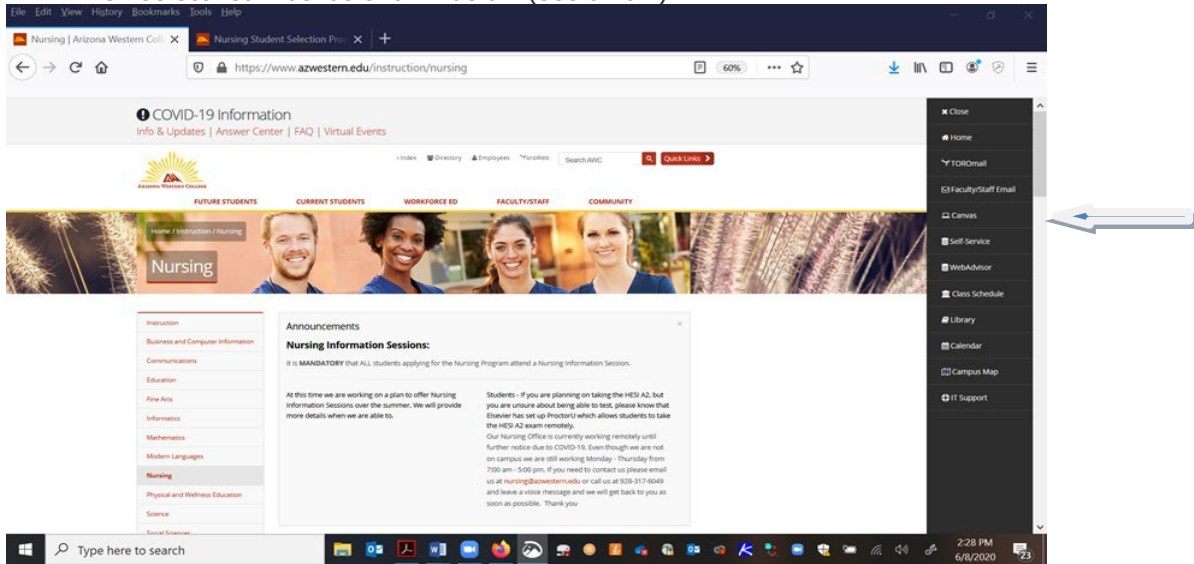 File Edit View History Bookmarks Tools Help
Nursing | Arizona Western Coll
Nursing Student Selection Proc
https://www.azwestern.edu/instruction/nursing
60%
COVID-19 Information
Info & Updates | Answer Center | FAQ | Virtual Events
Index Directory Employees ToroWeb Search AWC Quick Links
ARIZONA WESTERN COLLEGE
FUTURE STUDENTS CURRENT STUDENTS WORKFORCE ED FACULTY/STAFF COMMUNITY
Home / Instruction / Nursing
Nursing
Instruction
Business and Computer Information
Communications
Education
Fine Arts
Informatics
Mathematics
Modern Languages
Nursing
Physical and Wellness Education
Science
Social Sciences
Announcements
Nursing Information Sessions:
It is MANDATORY that ALL students applying for the Nursing Program attend a Nursing Information Session.
At this time we are working on a plan to offer Nursing
Information Sessions over the summer. We will provide
more details when we are able to.
Students - If you are planning on taking the HESI A2, but
you are unsure about being able to test, please know that
Elsevier has set up ProctorU which allows students to take
the HESI A2 exam remotely.
Our Nursing Office is currently working remotely until
further notice due to COVID-19. Even though we are not
on campus we are still working Monday - Thursday from
7:00 am - 5:00 pm. If you need to contact us please email
us at nursing@azwestern.edu or call us at 928-317-6049
and leave a voice message and we will get back to you as
soon as possible. Thank you
Close
Home
TOROmail
Faculty/Staff Email
Canvas
Self-Service
WebAdvisor
Class Schedule
Library
Calendar
Campus Map
IT Support
Type here to search
2:28 PM
6/8/2020
23